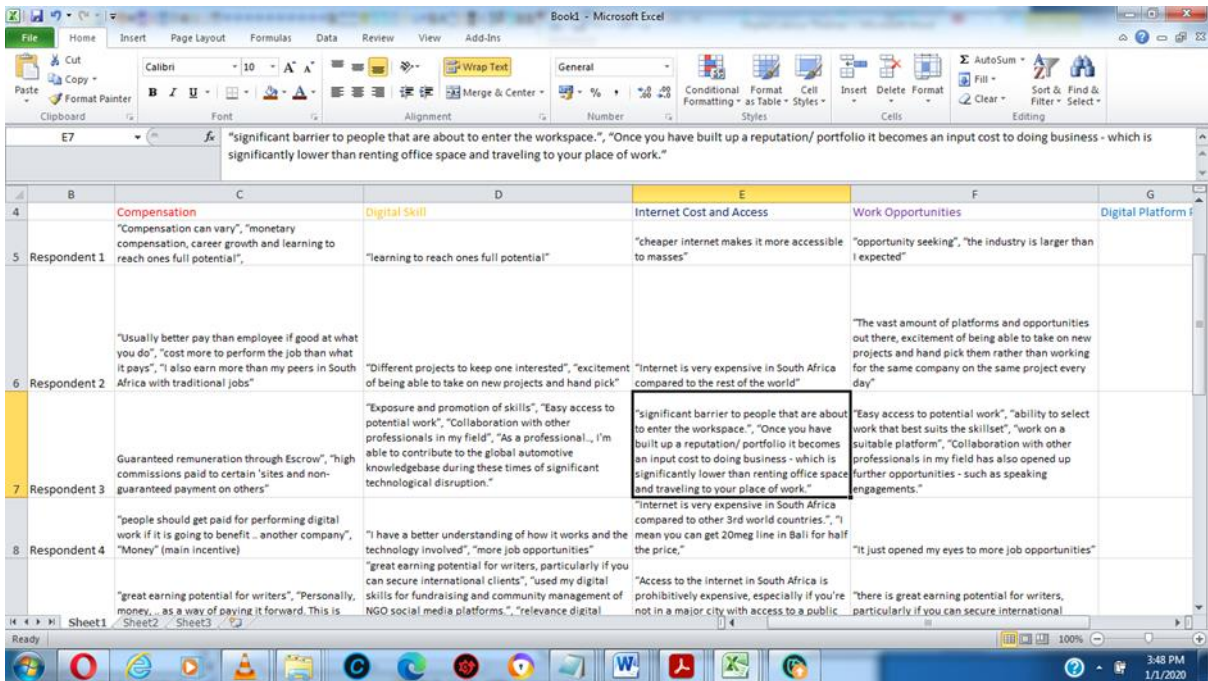 Book1 - Microsoft Excel
File Home Insert Page Layout Formulas Data Review View Add-Ins
Paste
Cut
Copy
Format Painter
Clipboard
Calibri 10
B I U
Font
Wrap Text
Merge & Center
Alignment
General
% ,
Number
Conditional Formatting
Format as Table
Cell Styles
Styles
Insert Delete Format
Cells
Σ AutoSum
Fill
Clear
Sort & Filter
Find & Select
Editing
E7
fx "significant barrier to people that are about to enter the workspace.", "Once you have built up a reputation/ portfolio it becomes an input cost to doing business - which is
significantly lower than renting office space and traveling to your place of work."
B C D E F G
4 Compensation Digital Skill Internet Cost and Access Work Opportunities Digital Platform
5 Respondent 1
"Compensation can vary", "monetary
compensation, career growth and learning to
reach ones full potential",
"learning to reach ones full potential"
"cheaper internet makes it more accessible
to masses"
"opportunity seeking", "the industry is larger than
I expected"
6 Respondent 2
"Usually better pay than employee if good at what
you do", "cost more to perform the job than what
it pays", "I also earn more than my peers in South
Africa with traditional jobs"
"Different projects to keep one interested", "excitement
of being able to take on new projects and hand pick"
"Internet is very expensive in South Africa
compared to the rest of the world"
"The vast amount of platforms and opportunities
out there, excitement of being able to take on new
projects and hand pick them rather than working
for the same company on the same project every
day"
7 Respondent 3
Guaranteed remuneration through Escrow", "high
commissions paid to certain 'sites and non-
guaranteed payment on others"
"Exposure and promotion of skills", "Easy access to
potential work", "Collaboration with other
professionals in my field", "As a professional.., I'm
able to contribute to the global automotive
knowledgebase during these times of significant
technological disruption."
"significant barrier to people that are about
to enter the workspace.", "Once you have
built up a reputation/ portfolio it becomes
an input cost to doing business - which is
significantly lower than renting office space
and traveling to your place of work."
"Easy access to potential work", "ability to select
work that best suits the skillset", "work on a
suitable platform", "Collaboration with other
professionals in my field has also opened up
further opportunities - such as speaking
engagements."
8 Respondent 4
"people should get paid for performing digital
work if it is going to benefit .. another company",
"Money" (main incentive)
"I have a better understanding of how it works and the
technology involved", "more job opportunities"
"Internet is very expensive in South Africa
compared to other 3rd world countries.", "I
mean you can get 20meg line in Bali for half
the price,"
"It just opened my eyes to more job opportunities"
"great earning potential for writers", "Personally,
money, .. as a way of paying it forward. This is
"great earning potential for writers, particularly if you
can secure international clients", "used my digital
skills for fundraising and community management of
NGO social media platforms.", "relevance digital
"Access to the internet in South Africa is
prohibitively expensive, especially if you're
not in a major city with access to a public
"there is great earning potential for writers,
particularly if you can secure international
Sheet1 Sheet2 Sheet3
Ready
100%
3:48 PM
1/1/2020